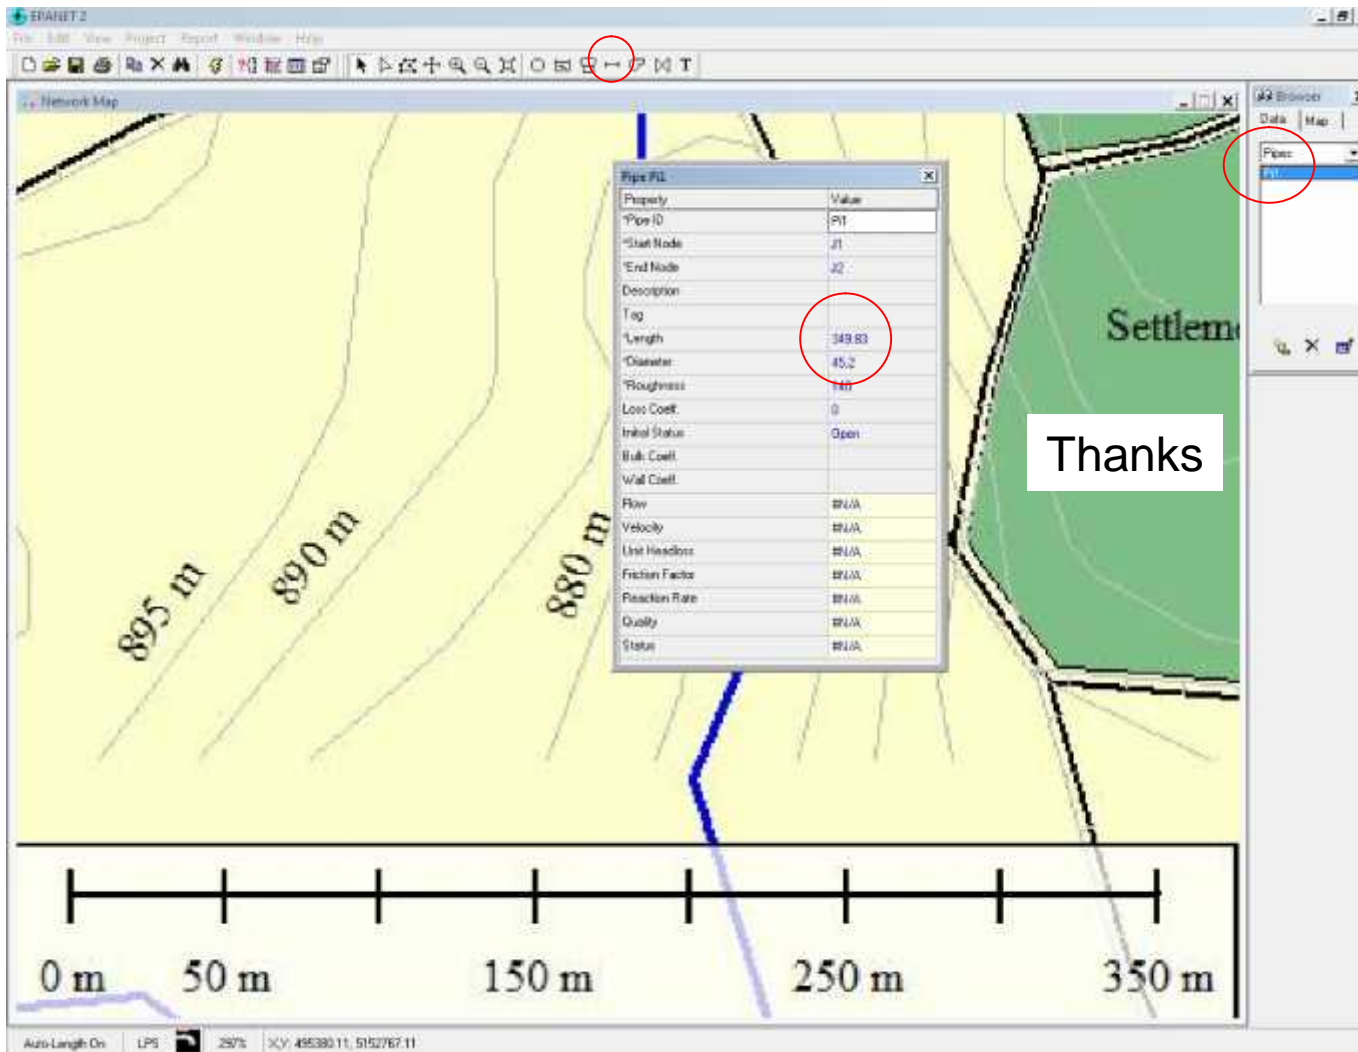 EPANET 2
File Edit View Project Report Window Help
Network Map
Browser
Data Map
Pipes
Pi1
Pipe Pi1
Property Value
*Pipe ID Pi1
*Start Node J1
*End Node J2
Description
Tag
*Length 349.83
*Diameter 45.2
*Roughness 140
Loss Coeff. 0
Initial Status Open
Bulk Coeff.
Wall Coeff.
Flow #N/A
Velocity #N/A
Unit Headloss #N/A
Friction Factor #N/A
Reaction Rate #N/A
Quality #N/A
Status #N/A
Settleme
Thanks
895 m
890 m
880 m
0 m 50 m 150 m 250 m 350 m
Auto-Length On LPS 297% X,Y: 495380.11, 5152767.11